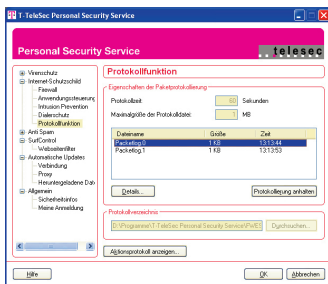 T-TeleSec Personal Security Service
Personal Security Service
telesec
Virenschutz
Internet-Schutzschild
Firewall
Anwendungssteuerung
Intrusion Prevention
Dialerschutz
Protokollfunktion
Anti Spam
SurfControl
Webseitenfilter
Automatische Updates
Verbindung
Proxy
Heruntergeladene Dat
Allgemein
Sicherheitsinfos
Meine Anmeldung
Protokollfunktion
Eigenschaften der Paketprotokollierung
Protokollzeit 60 Sekunden
Maximalgröße der Protokolldatei: 1 MB
Dateiname Größe Zeit
Packetlog.0 1 KB 13:13:44
Packetlog.1 1 KB 13:13:53
Details...
Protokollierung anhalten
Protokollverzeichnis
D:\Programme\T-TeleSec Personal Security Service\FWES
Durchsuchen...
Aktionsprotokoll anzeigen...
Hilfe
OK
Abbrechen